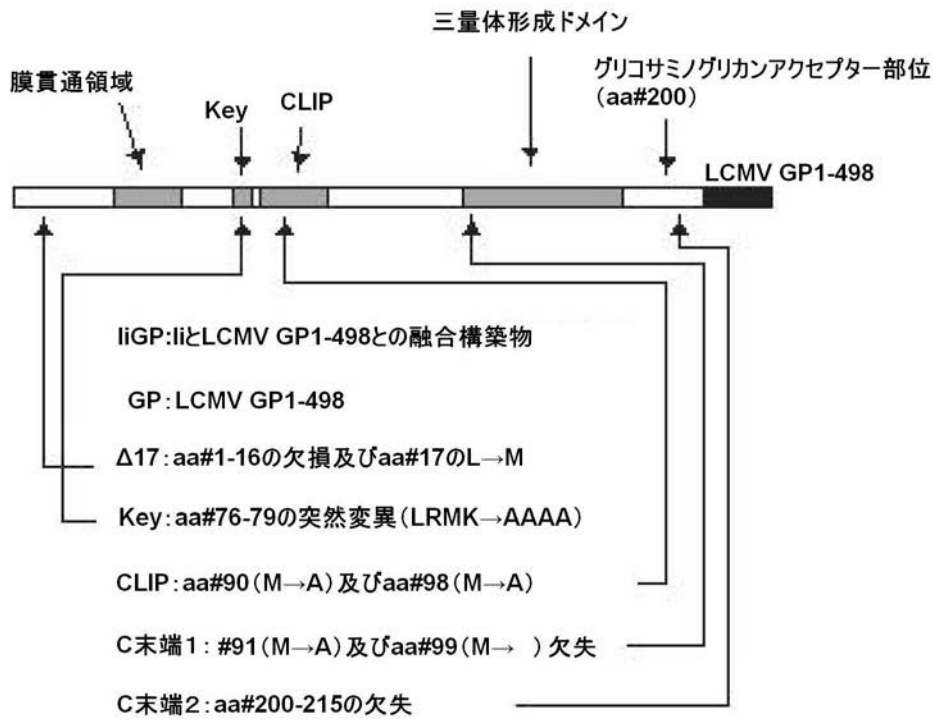 三量体形成ドメイン
膜貫通領域
Key
CLIP
グリコサミノグリカンアクセプター部位
(aa#200)
LCMV GP1-498
IiGP:IiとLCMV GP1-498との融合構築物
GP:LCMV GP1-498
Δ17:aa#1-16の欠損及びaa#17のL→M
Key:aa#76-79の突然変異(LRMK→AAAA)
CLIP:aa#90(M→A)及びaa#98(M→A)
C末端1: #91(M→A)及びaa#99(M→ )欠失
C末端2:aa#200-215の欠失